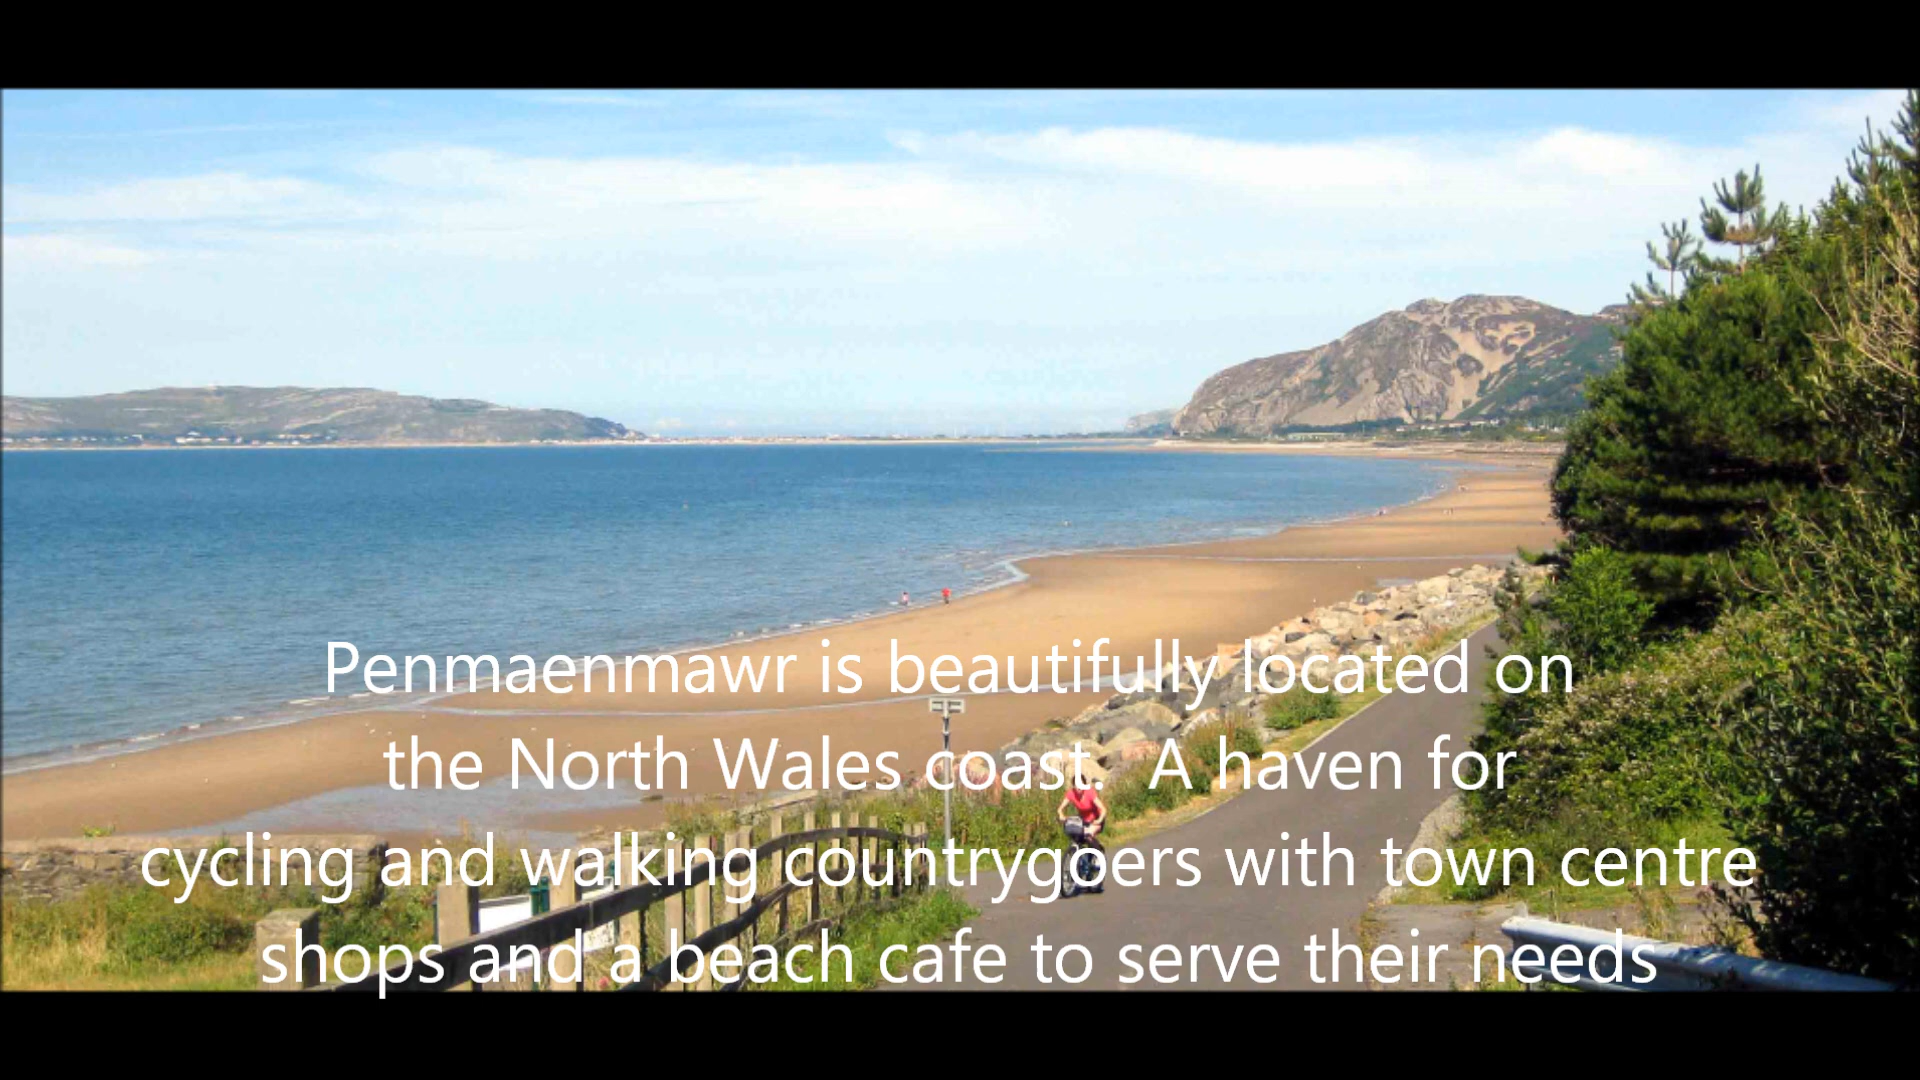 Penmaenmawr is beautifully located on
the North Wales coast.  A haven for
cycling and walking countrygoers with town centre
shops and a beach cafe to serve their needs